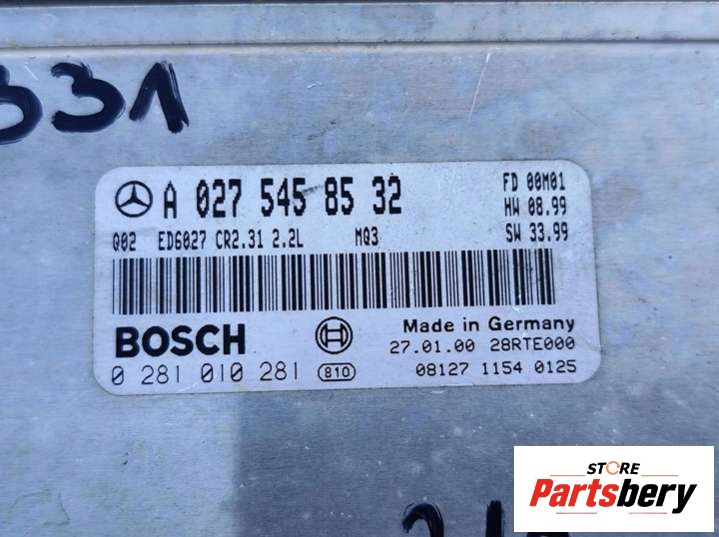 331
A 027 545 85 32
FD 00M01
HW 08.99
Q02 ED6027 CR2.31 2.2L MQ3
SW 33.99
BOSCH
Made in Germany
27.01.00 28RTE000
0 281 010 281 810
08127 1154 0125
STORE
Partsbery